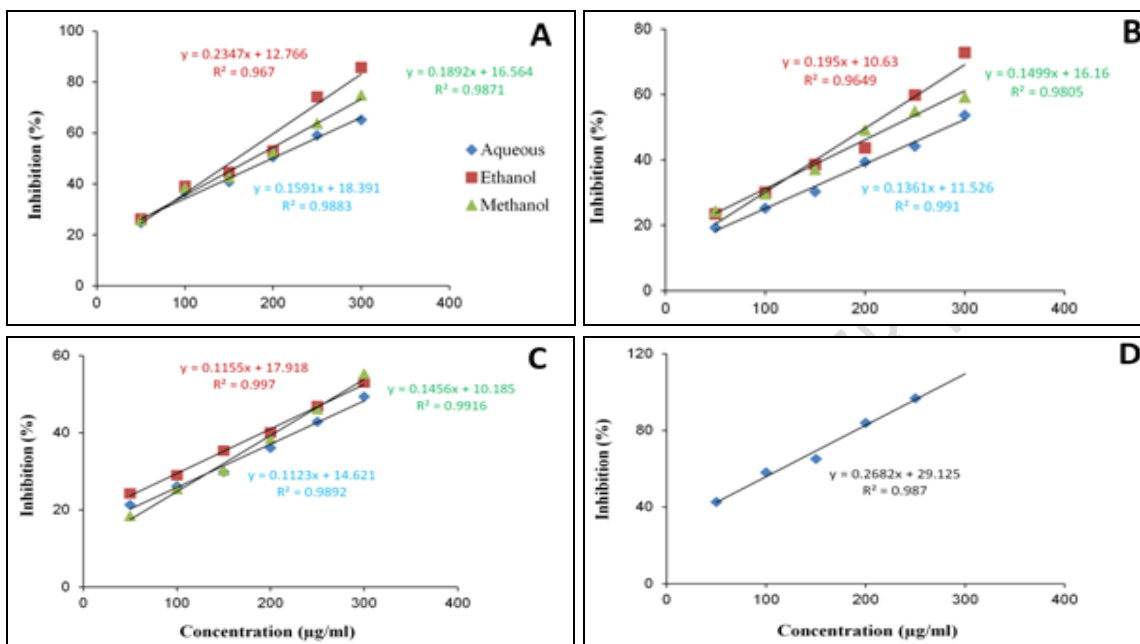 A
100
80
60
40
20
0
0 100 200 300 400
Inhibition (%)
y = 0.2347x + 12.766
R² = 0.967
y = 0.1892x + 16.564
R² = 0.9871
y = 0.1591x + 18.391
R² = 0.9883
Aqueous
Ethanol
Methanol
B
80
60
40
20
0
0 100 200 300 400
Inhibition (%)
y = 0.195x + 10.63
R² = 0.9649
y = 0.1499x + 16.16
R² = 0.9805
y = 0.1361x + 11.526
R² = 0.991
C
60
40
20
0
0 100 200 300 400
Inhibition (%)
Concentration (µg/ml)
y = 0.1155x + 17.918
R² = 0.997
y = 0.1456x + 10.185
R² = 0.9916
y = 0.1123x + 14.621
R² = 0.9892
D
120
80
40
0
0 100 200 300 400
Inhibition (%)
Concentration (µg/ml)
y = 0.2682x + 29.125
R² = 0.987